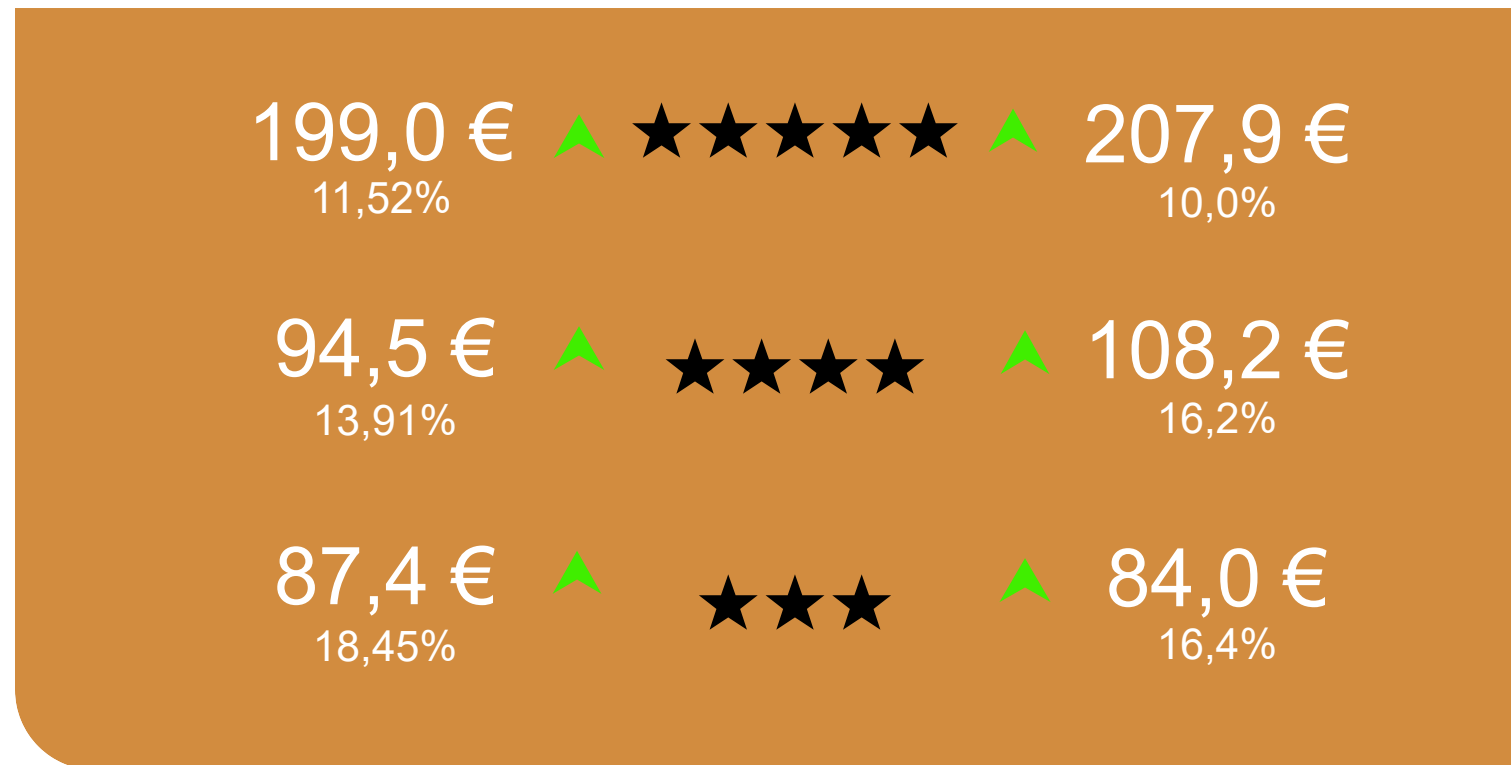 199,0 € 207,9 €
11,52% 10,0%
94,5 € 108,2 €
13,91% 16,2%
87,4 € 84,0 €
18,45% 16,4%